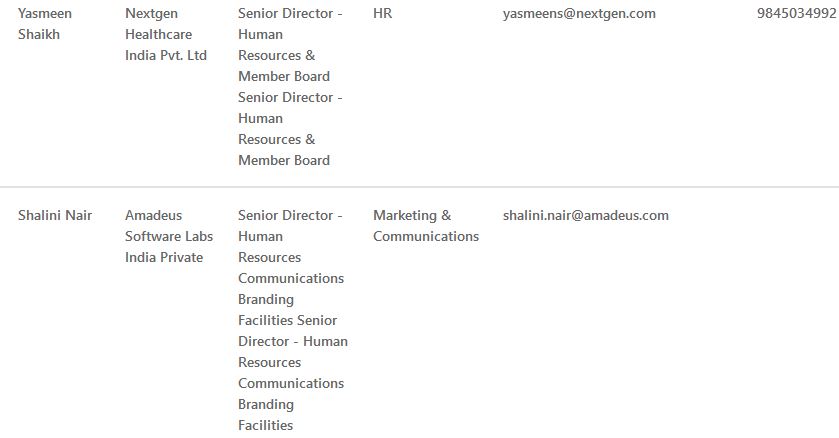 Yasmeen Nextgen Senior Director - HR yasmeens@nextgen.com 9845034992
Shaikh Healthcare Human
India Pvt. Ltd Resources &
Member Board
Senior Director -
Human
Resources &
Member Board
Shalini Nair Amadeus Senior Director - Marketing & shalini.nair@amadeus.com
Software Labs Human Communications
India Private Resources
Communications
Branding
Facilities Senior
Director - Human
Resources
Communications
Branding
Facilities